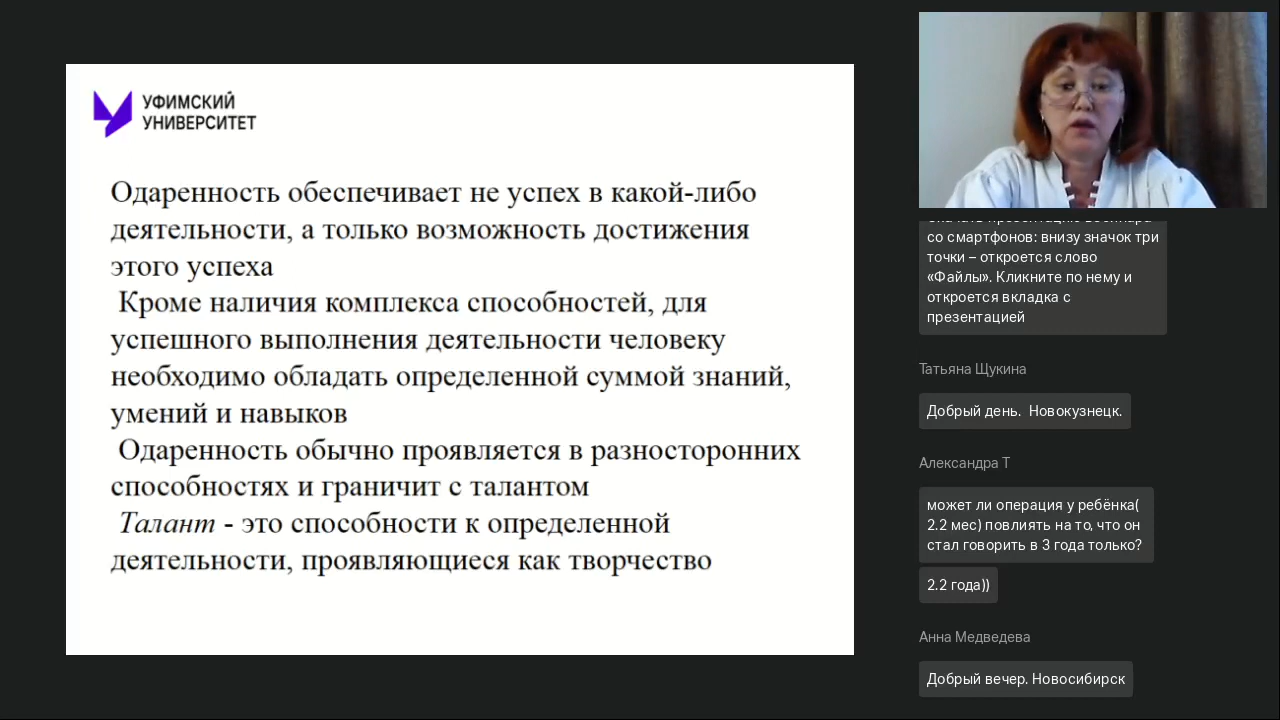 УФИМСКИЙ
УНИВЕРСИТЕТ
Одаренность обеспечивает не успех в какой-либо
деятельности, а только возможность достижения
этого успеха
Кроме наличия комплекса способностей, для
успешного выполнения деятельности человеку
необходимо обладать определенной суммой знаний,
умений и навыков
Одаренность обычно проявляется в разносторонних
способностях и граничит с талантом
Талант - это способности к определенной
деятельности, проявляющиеся как творчество
со смартфонов: внизу значок три
точки – откроется слово
«Файлы». Кликните по нему и
откроется вкладка с
презентацией
Татьяна Щукина
Добрый день.  Новокузнецк.
Александра Т
может ли операция у ребёнка(
2.2 мес) повлиять на то, что он
стал говорить в 3 года только?
2.2 года))
Анна Медведева
Добрый вечер. Новосибирск